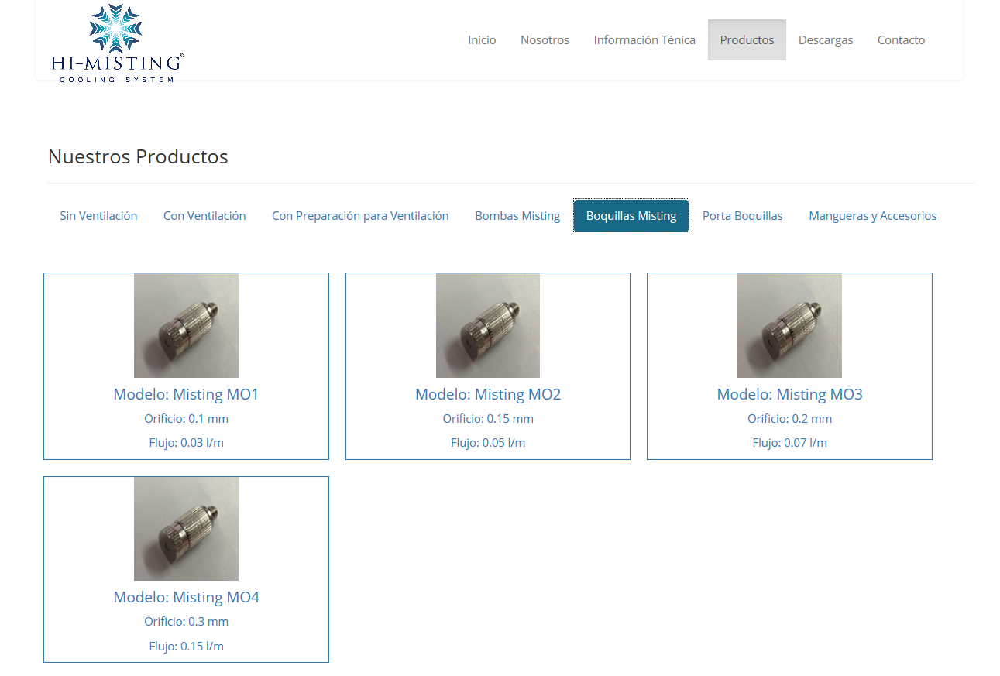 HI-MISTING®
COOLING SYSTEM
Inicio Nosotros Información Ténica Productos Descargas Contacto
Nuestros Productos
Sin Ventilación Con Ventilación Con Preparación para Ventilación Bombas Misting Boquillas Misting Porta Boquillas Mangueras y Accesorios
Modelo: Misting MO1
Orificio: 0.1 mm
Flujo: 0.03 l/m
Modelo: Misting MO2
Orificio: 0.15 mm
Flujo: 0.05 l/m
Modelo: Misting MO3
Orificio: 0.2 mm
Flujo: 0.07 l/m
Modelo: Misting MO4
Orificio: 0.3 mm
Flujo: 0.15 l/m